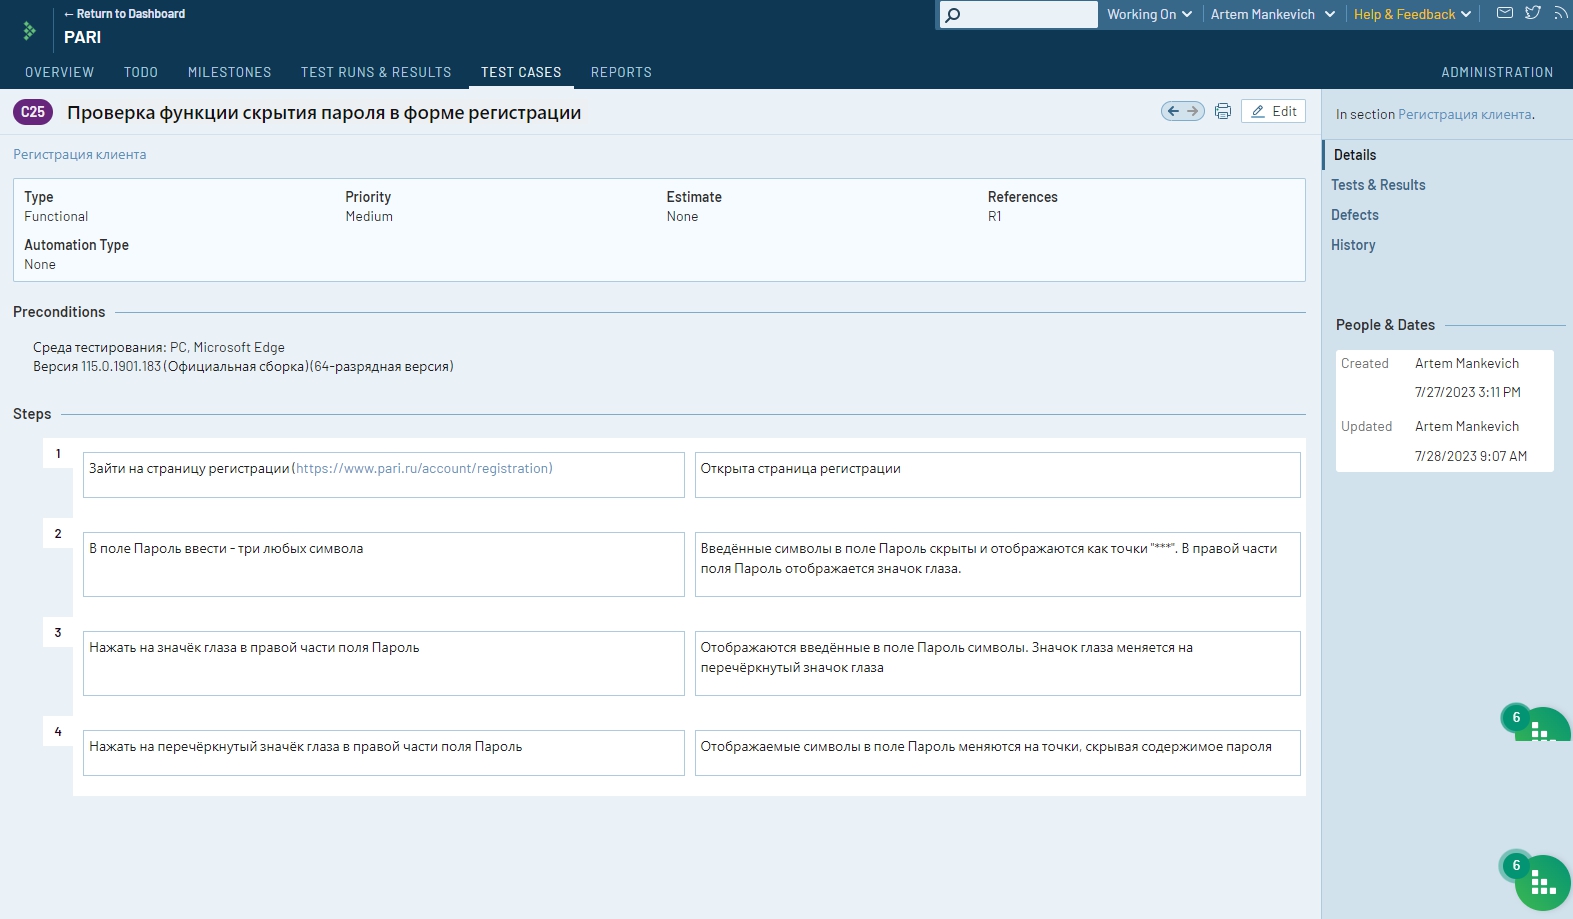 ← Return to Dashboard
PARI
Working On
Artem Mankevich
Help & Feedback
OVERVIEW
TODO
MILESTONES
TEST RUNS & RESULTS
TEST CASES
REPORTS
ADMINISTRATION
C25
Проверка функции скрытия пароля в форме регистрации
Edit
Регистрация клиента
Type
Functional
Priority
Medium
Estimate
None
References
R1
Automation Type
None
Preconditions
Среда тестирования: PC, Microsoft Edge
Версия 115.0.1901.183 (Официальная сборка) (64-разрядная версия)
Steps
1
Зайти на страницу регистрации (https://www.pari.ru/account/registration)
Открыта страница регистрации
2
В поле Пароль ввести - три любых символа
Введённые символы в поле Пароль скрыты и отображаются как точки "***". В правой части
поля Пароль отображается значок глаза.
3
Нажать на значёк глаза в правой части поля Пароль
Отображаются введённые в поле Пароль символы. Значок глаза меняется на
перечёркнутый значок глаза
4
Нажать на перечёркнутый значёк глаза в правой части поля Пароль
Отображаемые символы в поле Пароль меняются на точки, скрывая содержимое пароля
In section Регистрация клиента.
Details
Tests & Results
Defects
History
People & Dates
Created
Artem Mankevich
7/27/2023 3:11 PM
Updated
Artem Mankevich
7/28/2023 9:07 AM
6
6